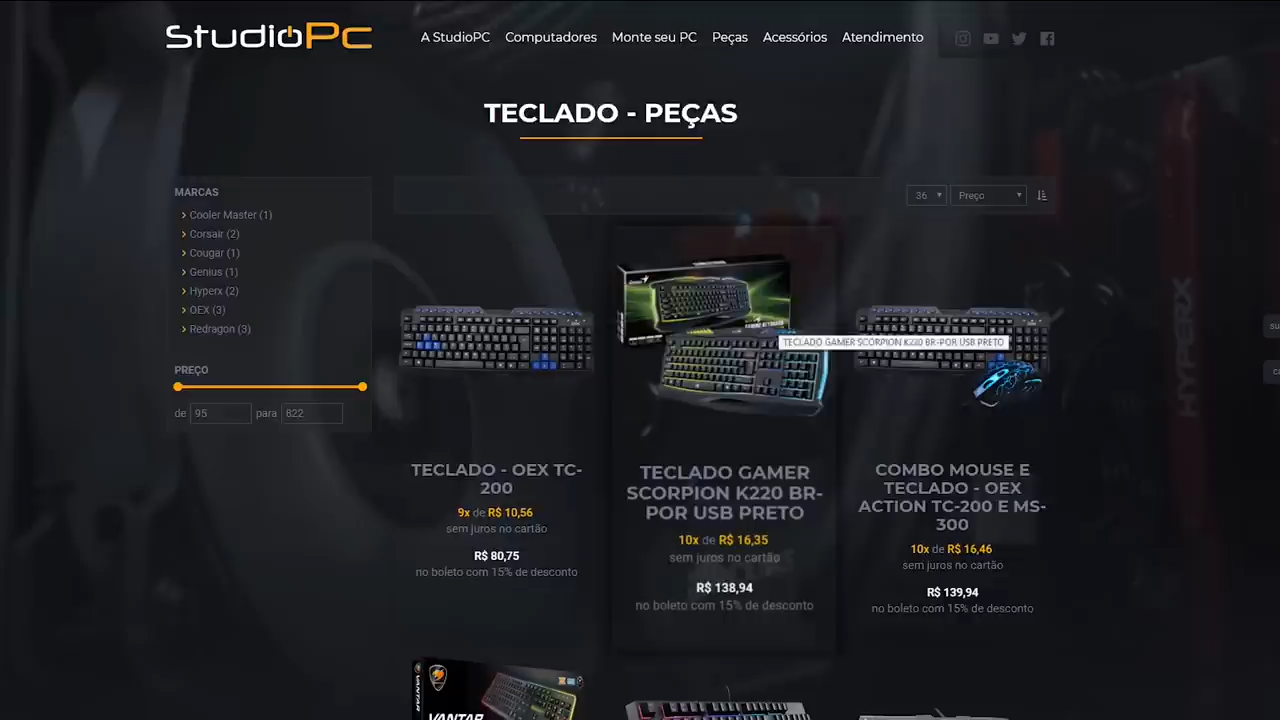 StudioPc
A StudioPC Computadores Monte seu PC Peças Acessórios Atendimento
TECLADO - PEÇAS
MARCAS
Cooler Master (1)
Corsair (2)
Cougar (1)
Genius (1)
Hyperx (2)
OEX (3)
Redragon (3)
PREÇO
de 95 para 822
36 Preço
TECLADO GAMER SCORPION K220 BR-POR USB PRETO
TECLADO - OEX TC-
200
9x de R$ 10,56
sem juros no cartão
R$ 80,75
no boleto com 15% de desconto
TECLADO GAMER
SCORPION K220 BR-
POR USB PRETO
10x de R$ 16,35
sem juros no cartão
R$ 138,94
no boleto com 15% de desconto
COMBO MOUSE E
TECLADO - OEX
ACTION TC-200 E MS-
300
10x de R$ 16,46
sem juros no cartão
R$ 139,94
no boleto com 15% de desconto
HYPERX
VANTAR
VANTAR